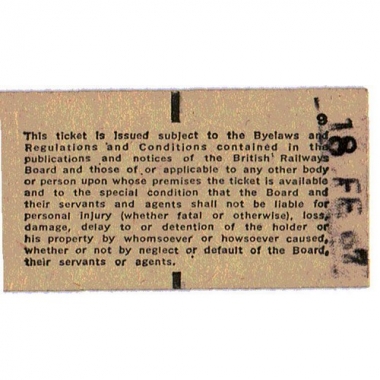 This ticket is issued subject to the Byelaws and
Regulations and Conditions contained in the
publications and notices of the British Railways
Board and those of or applicable to any other body
or person upon whose premises the ticket is available
and to the special condition that the Board and
their servants and agents shall not be liable for
personal injury (whether fatal or otherwise), loss,
damage, delay to or detention of the holder or
his property by whomsoever or howsoever caused,
whether or not by neglect or default of the Board,
their servants or agents.
18 FE